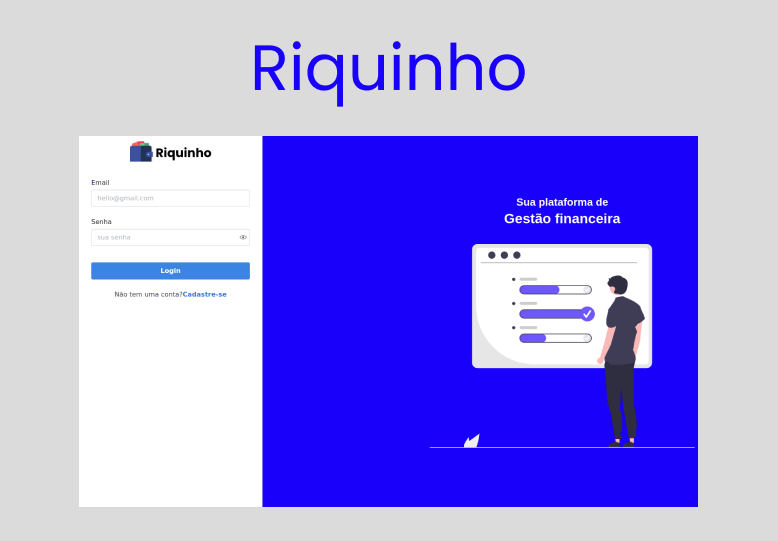 Riquinho
Riquinho
Email
hello@gmail.com
Senha
sua senha
Login
Não tem uma conta?Cadastre-se
Sua plataforma de
Gestão financeira